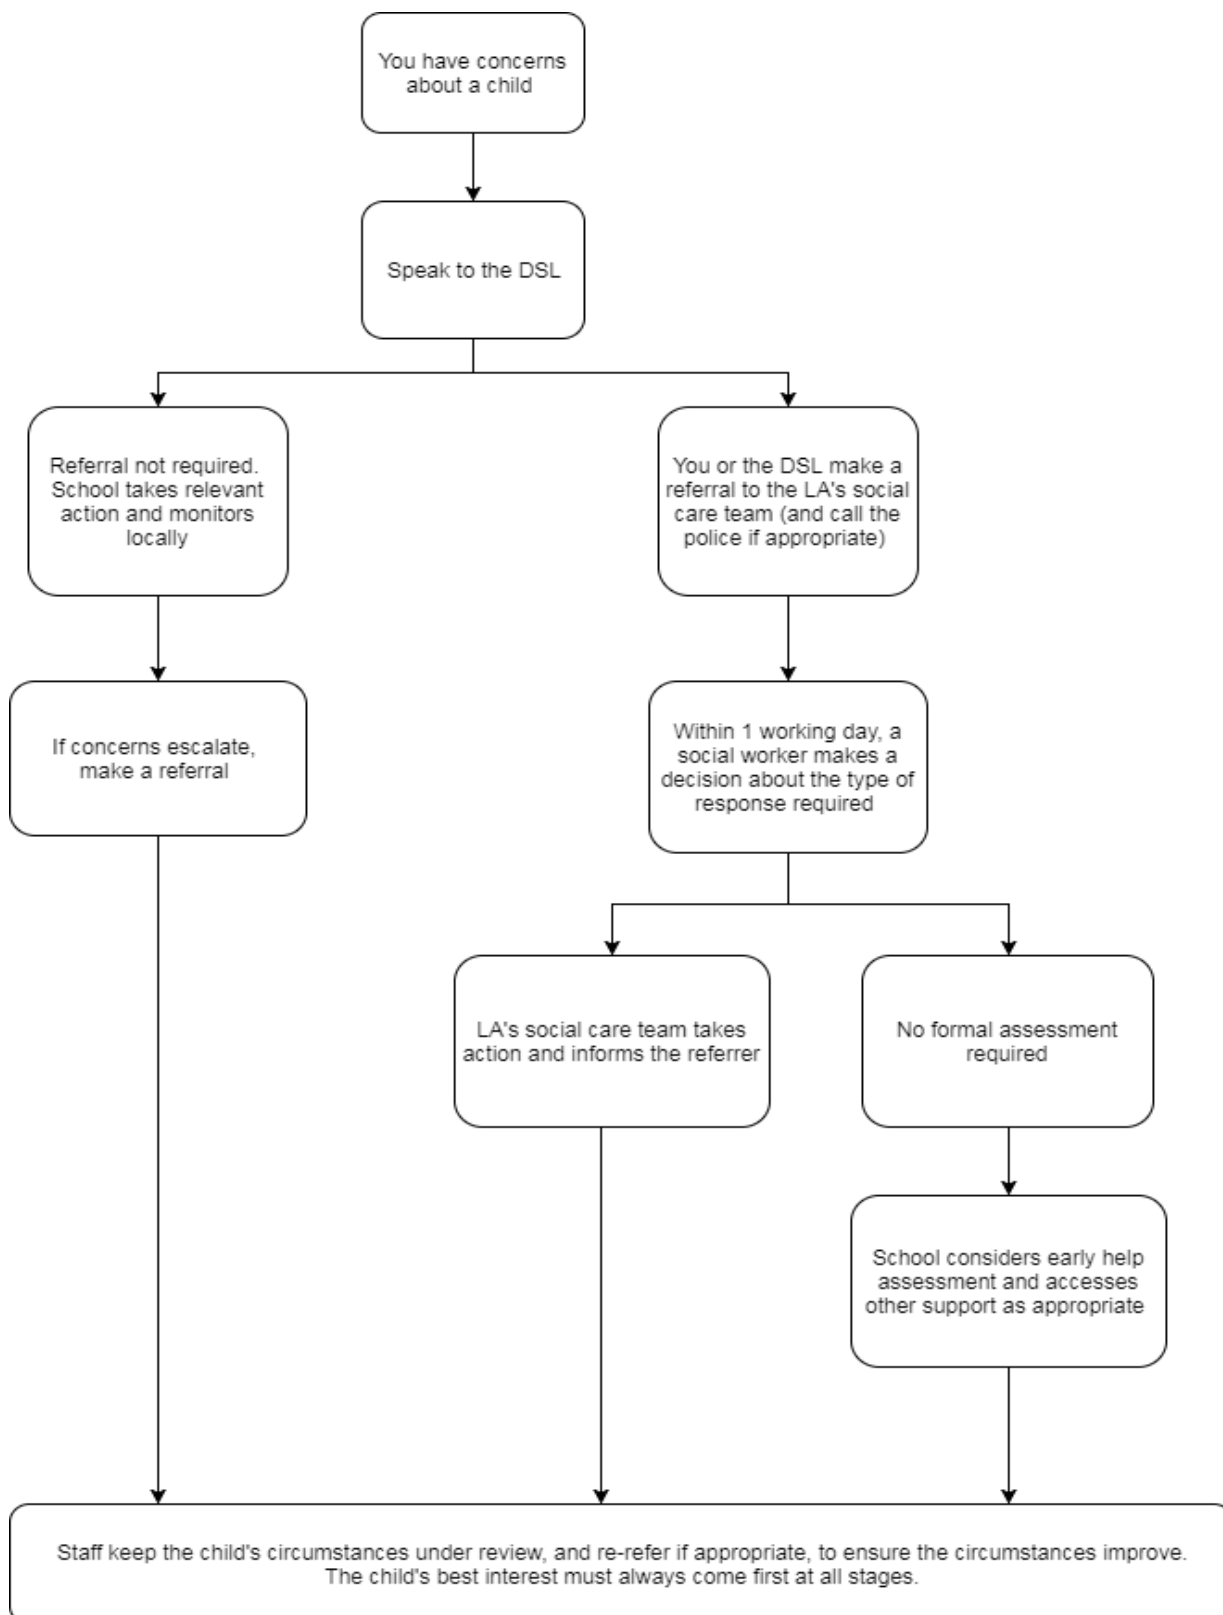 You have concerns
about a child
Speak to the DSL
Referral not required.
School takes relevant
action and monitors
locally
You or the DSL make a
referral to the LA's social
care team (and call the
police if appropriate)
If concerns escalate,
make a referral
Within 1 working day, a
social worker makes a
decision about the type of
response required
LA's social care team takes
action and informs the referrer
No formal assessment
required
School considers early help
assessment and accesses
other support as appropriate
Staff keep the child's circumstances under review, and re-refer if appropriate, to ensure the circumstances improve.
The child's best interest must always come first at all stages.